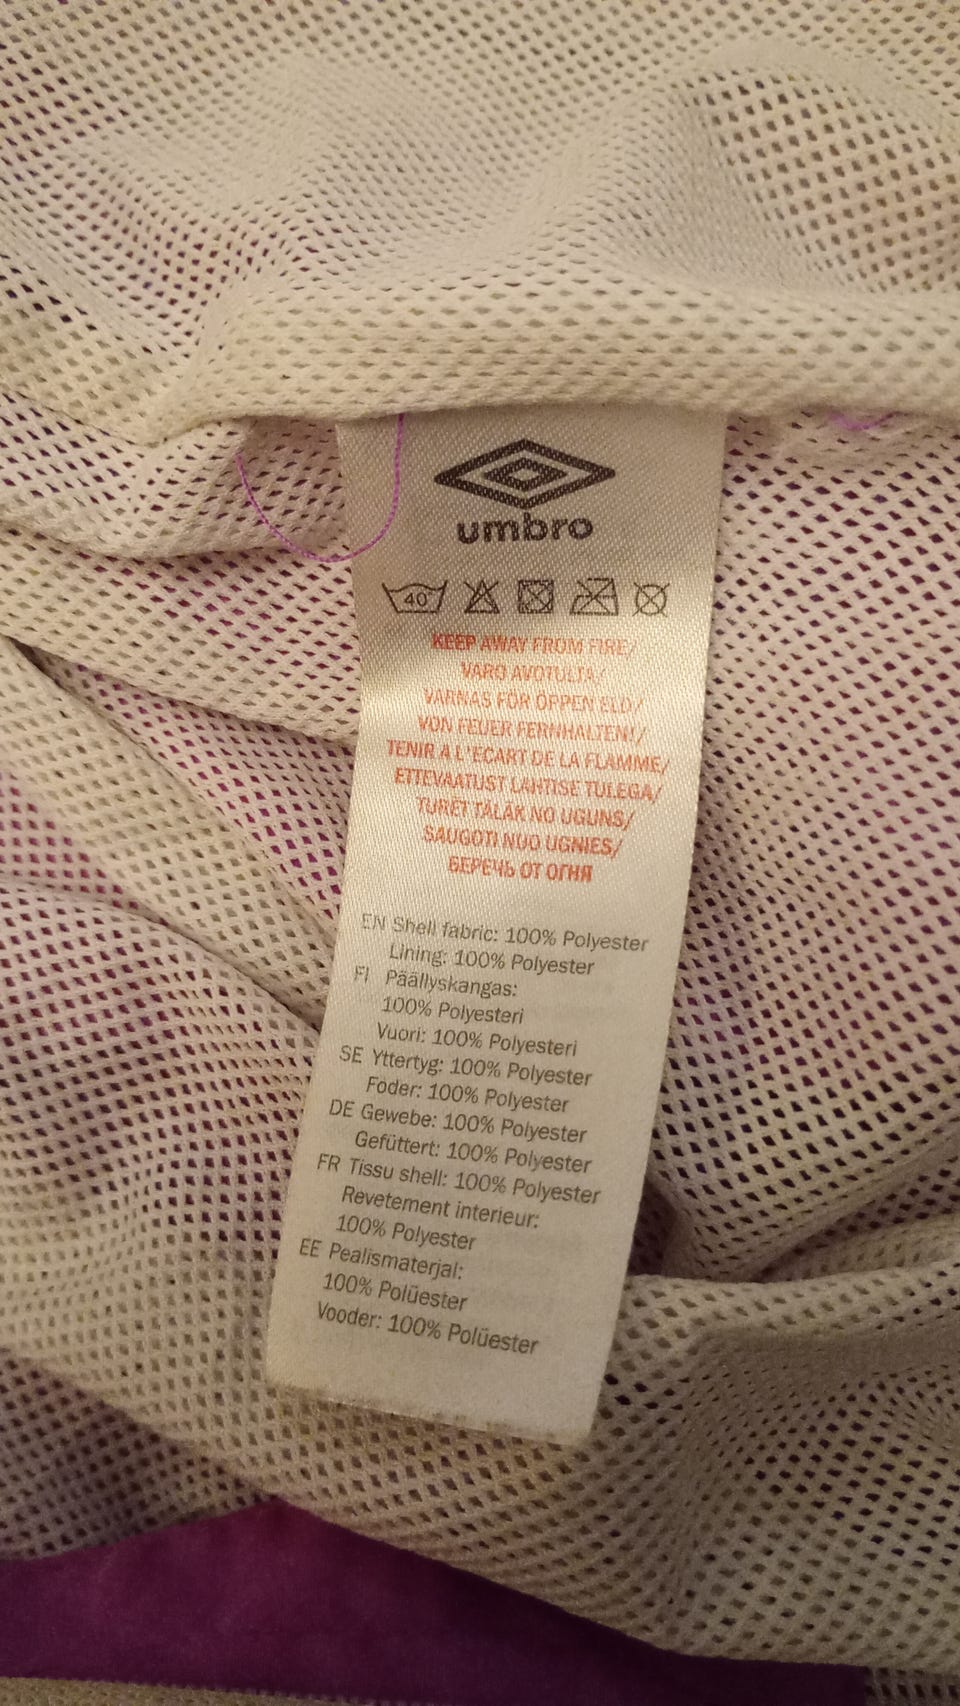 umbro
40
KEEP AWAY FROM FIRE/
VARO AVOTULTA/
VARNAS FÖR ÖPPEN ELD/
VON FEUER FERNHALTEN!/
TENIR A L'ECART DE LA FLAMME/
ETTEVAATUST LAHTISE TULEGA/
TURĒT TĀLĀK NO UGUNS/
SAUGOTI NUO UGNIES/
БЕРЕЧЬ ОТ ОГНЯ
EN Shell fabric: 100% Polyester
Lining: 100% Polyester
FI Päällyskangas:
100% Polyesteri
Vuori: 100% Polyesteri
SE Yttertyg: 100% Polyester
Foder: 100% Polyester
DE Gewebe: 100% Polyester
Gefüttert: 100% Polyester
FR Tissu shell: 100% Polyester
Revetement interieur:
100% Polyester
EE Pealismaterjal:
100% Polüester
Vooder: 100% Polüester